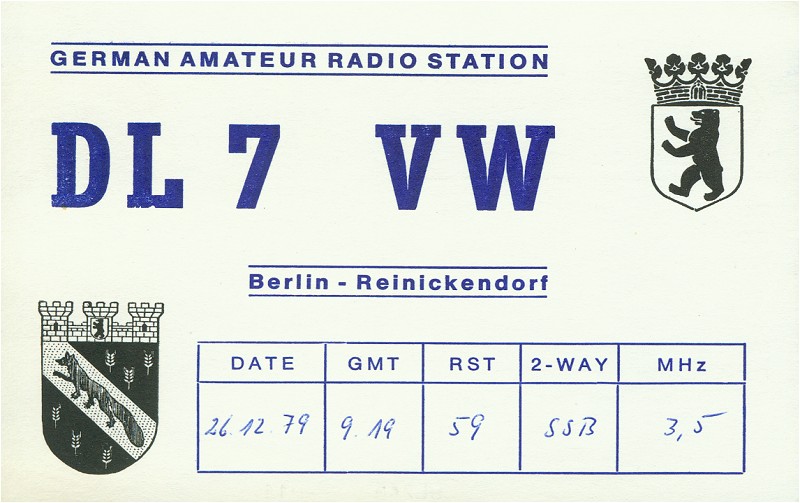 GERMAN AMATEUR RADIO STATION
DL 7 VW
Berlin - Reinickendorf
DATE GMT RST 2-WAY MHz
26.12.79 9.19 59 SSB 3,5